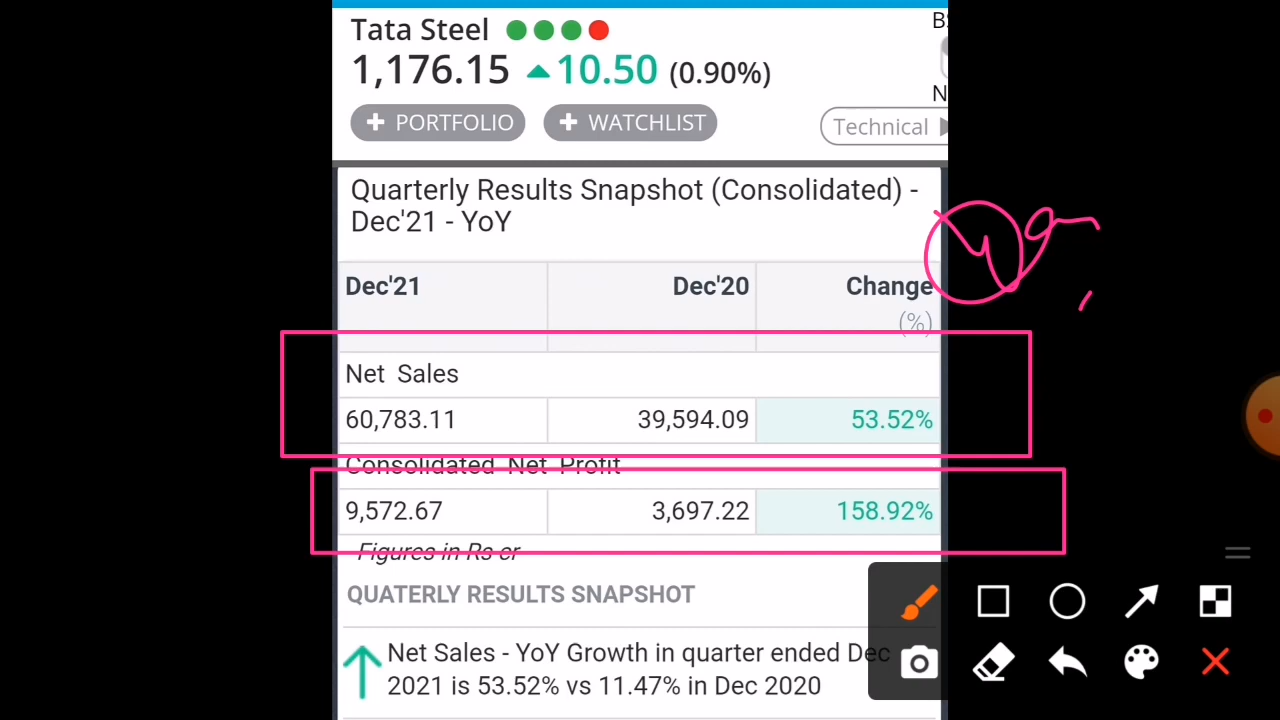 Tata Steel
1,176.15 10.50 (0.90%)
+ PORTFOLIO + WATCHLIST
Technical
Quarterly Results Snapshot (Consolidated) -
Dec'21 - YoY
Dec'21 Dec'20 Change
(%)
Net Sales
60,783.11 39,594.09 53.52%
Consolidated Net Profit
9,572.67 3,697.22 158.92%
Figures in Rs cr
QUATERLY RESULTS SNAPSHOT
Net Sales - YoY Growth in quarter ended Dec
2021 is 53.52% vs 11.47% in Dec 2020